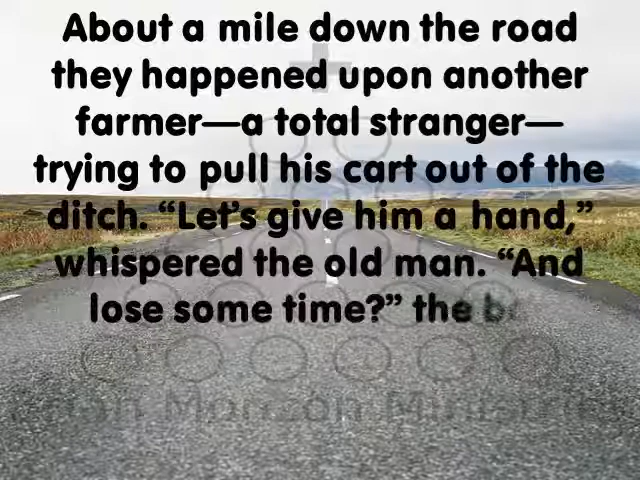 About a mile down the road
they happened upon another
farmer—a total stranger—
trying to pull his cart out of the
ditch. “Let’s give him a hand,”
whispered the old man. “And
lose some time?” the
Monzon